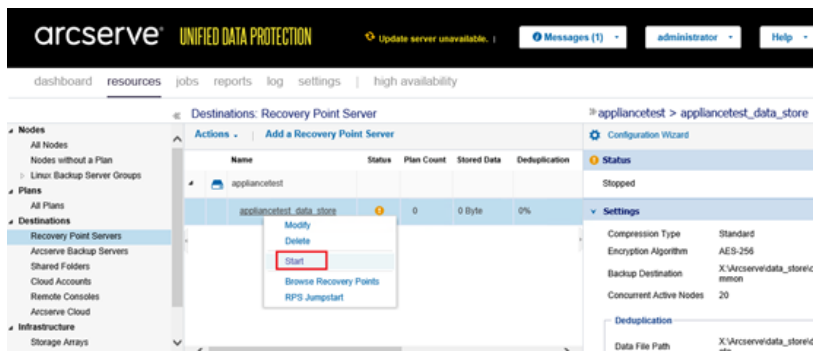 arcserve® UNIFIED DATA PROTECTION Update server unavailable. | Messages (1) administrator Help
dashboard resources jobs reports log settings | high availability
Destinations: Recovery Point Server
Actions | Add a Recovery Point Server
Name Status Plan Count Stored Data Deduplication
appliancetest
appliancetest_data_store 0 0 Byte 0%
Modify
Delete
Start
Browse Recovery Points
RPS Jumpstart
Nodes
All Nodes
Nodes without a Plan
Linux Backup Server Groups
Plans
All Plans
Destinations
Recovery Point Servers
Arcserve Backup Servers
Shared Folders
Cloud Accounts
Remote Consoles
Arcserve Cloud
Infrastructure
Storage Arrays
appliancetest > appliancetest_data_store
Configuration Wizard
Status
Stopped
Settings
Compression Type Standard
Encryption Algorithm AES-256
Backup Destination X:\Arcserve\data_store\c
mmon
Concurrent Active Nodes 20
Deduplication
Data File Path X:\Arcserve\data_store\d